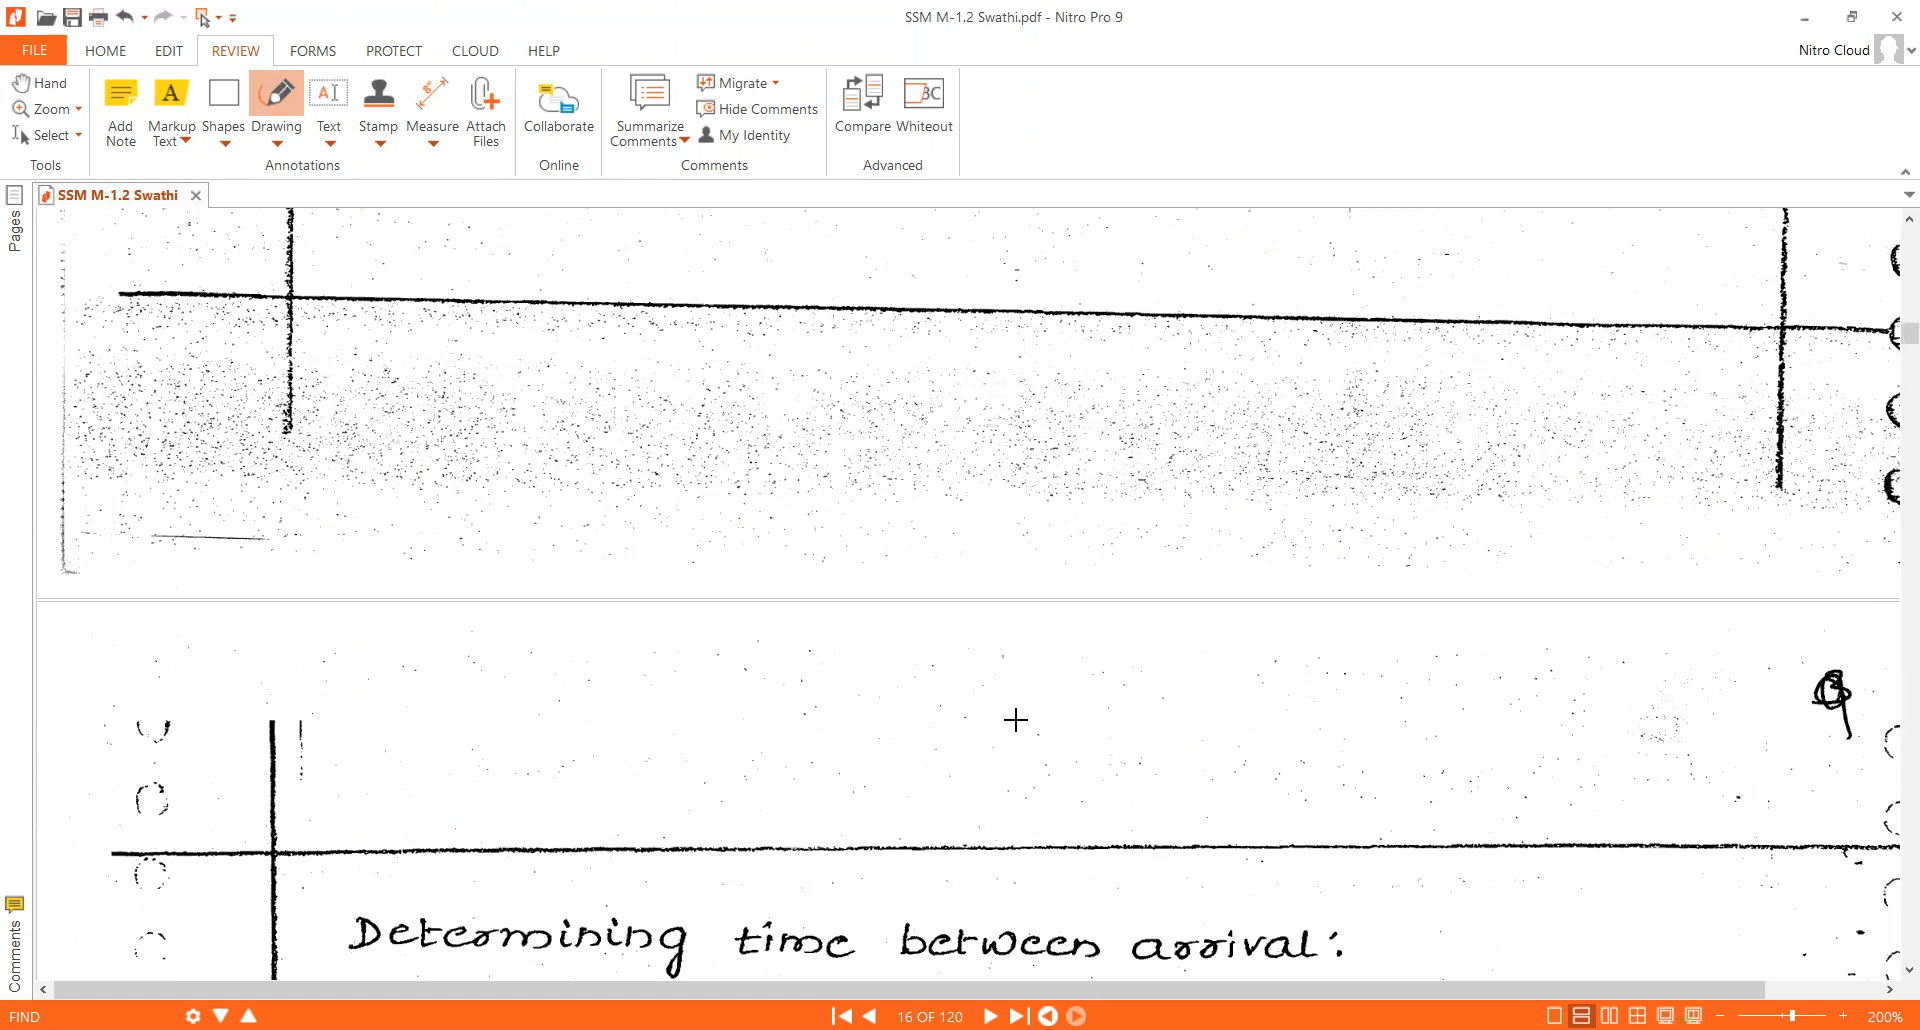 SSM M-1.2 Swathi.pdf - Nitro Pro 9
FILE HOME EDIT REVIEW FORMS PROTECT CLOUD HELP
Nitro Cloud
Hand
Zoom
Select
Tools
Add Note
Markup Text
Shapes
Drawing
Text
Stamp
Measure
Attach Files
Annotations
Collaborate
Online
Summarize Comments
Migrate
Hide Comments
My Identity
Comments
Compare
Whiteout
Advanced
SSM M-1.2 Swathi
Pages
Determining time between arrival:
Comments
FIND
16 OF 120
200%